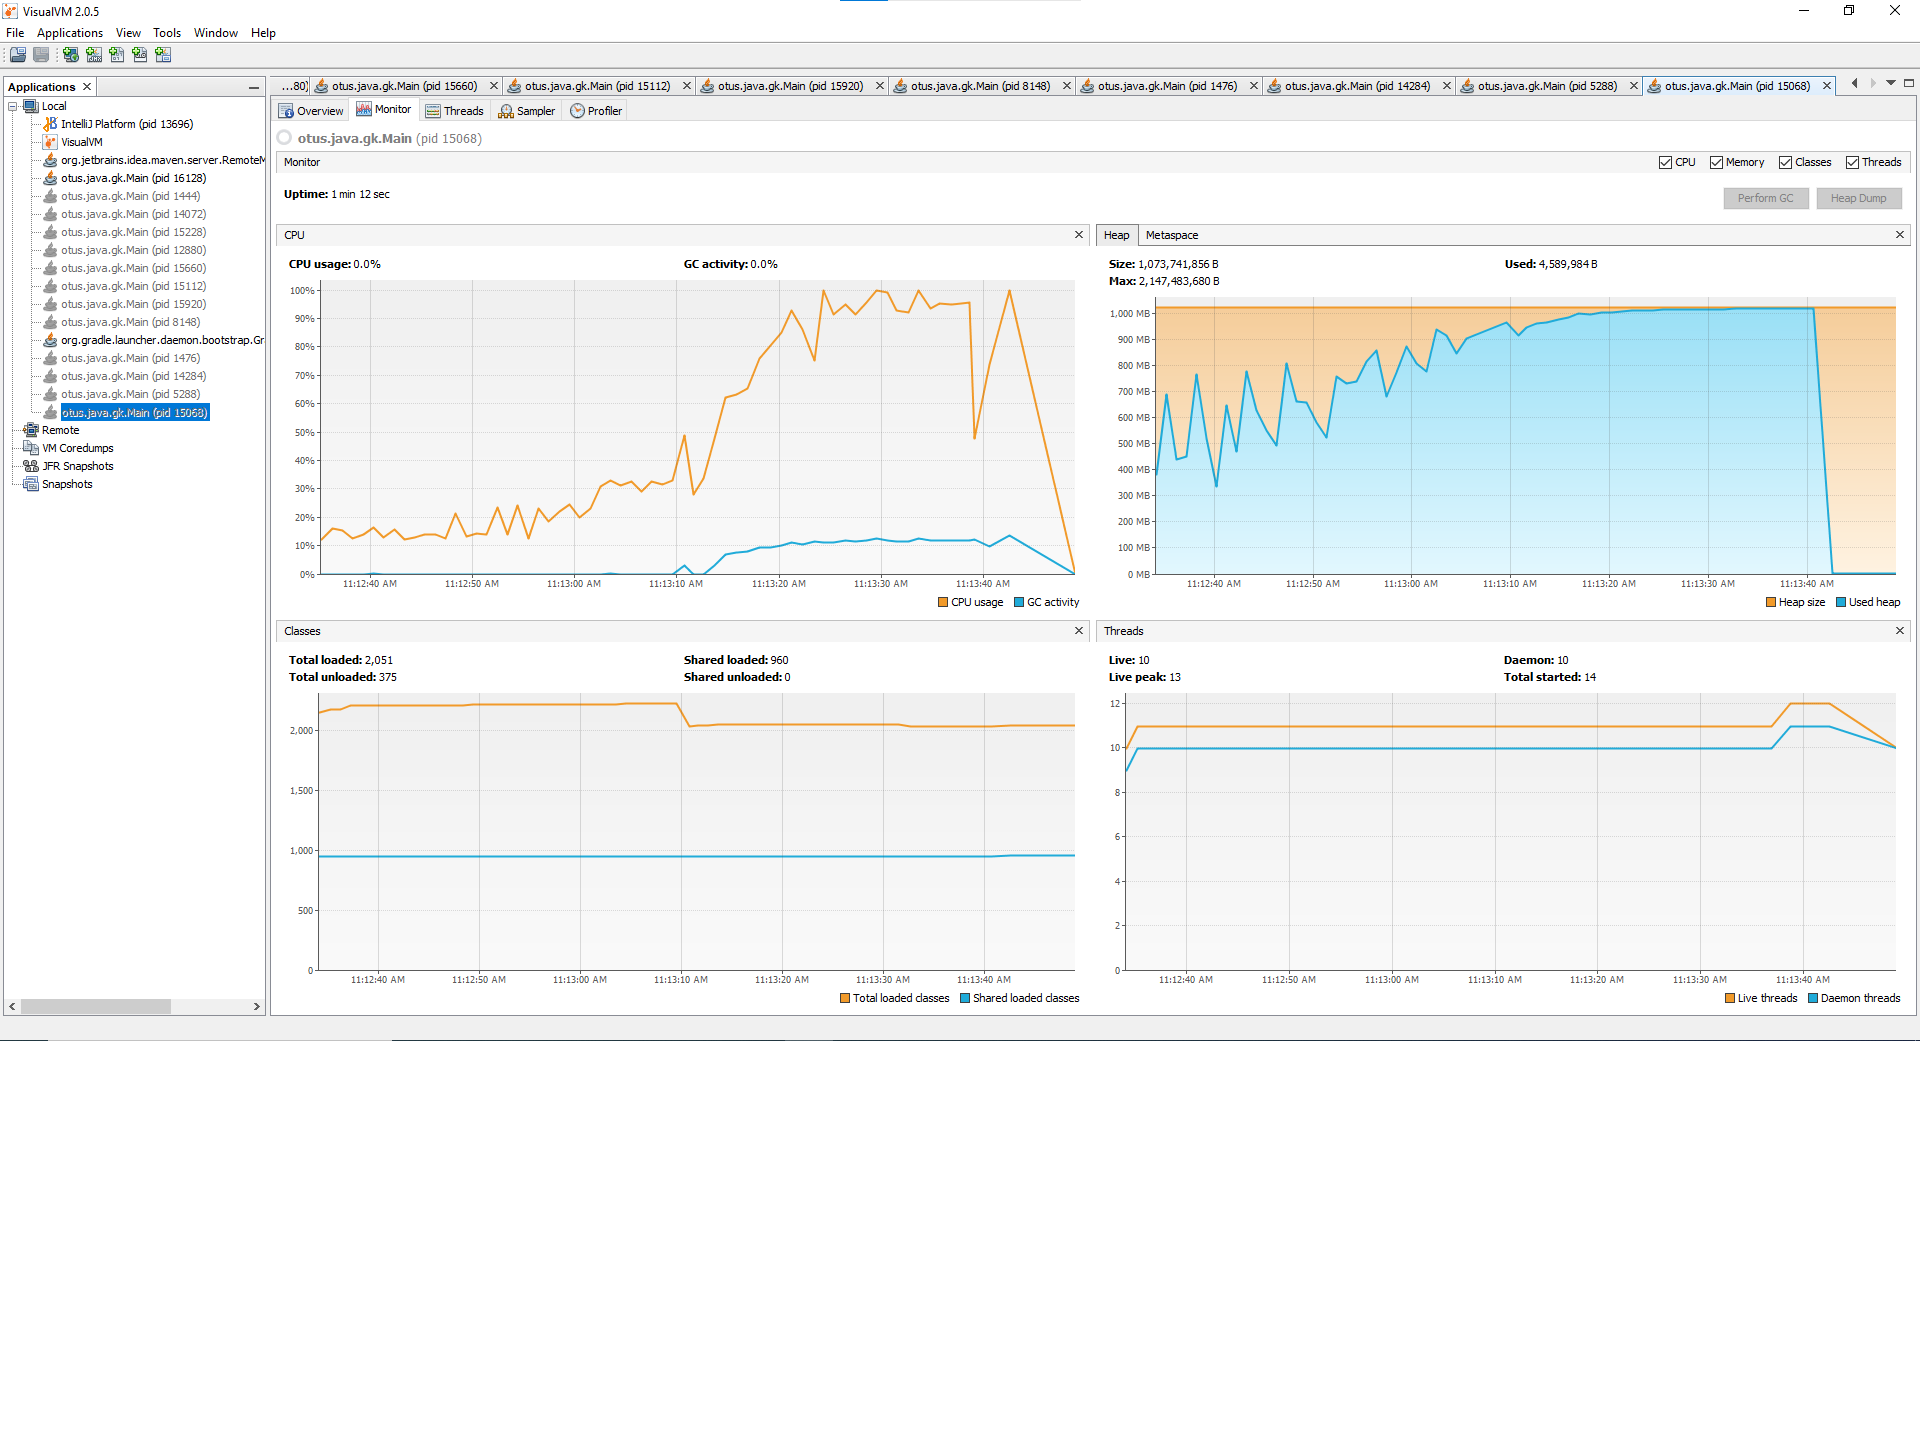 VisualVM 2.0.5
File Applications View Tools Window Help
Applications
Local
IntelliJ Platform (pid 13696)
VisualVM
org.jetbrains.idea.maven.server.RemoteM
otus.java.gk.Main (pid 16128)
otus.java.gk.Main (pid 1444)
otus.java.gk.Main (pid 14072)
otus.java.gk.Main (pid 15228)
otus.java.gk.Main (pid 12880)
otus.java.gk.Main (pid 15660)
otus.java.gk.Main (pid 15112)
otus.java.gk.Main (pid 15920)
otus.java.gk.Main (pid 8148)
org.gradle.launcher.daemon.bootstrap.Gr
otus.java.gk.Main (pid 1476)
otus.java.gk.Main (pid 14284)
otus.java.gk.Main (pid 5288)
otus.java.gk.Main (pid 15068)
Remote
VM Coredumps
JFR Snapshots
Snapshots
...80) otus.java.gk.Main (pid 15660) otus.java.gk.Main (pid 15112) otus.java.gk.Main (pid 15920) otus.java.gk.Main (pid 8148) otus.java.gk.Main (pid 1476) otus.java.gk.Main (pid 14284) otus.java.gk.Main (pid 5288) otus.java.gk.Main (pid 15068)
Overview Monitor Threads Sampler Profiler
otus.java.gk.Main (pid 15068)
Monitor CPU Memory Classes Threads
Uptime: 1 min 12 sec
Perform GC Heap Dump
CPU
CPU usage: 0.0% GC activity: 0.0%
100%
90%
80%
70%
60%
50%
40%
30%
20%
10%
0%
11:12:40 AM 11:12:50 AM 11:13:00 AM 11:13:10 AM 11:13:20 AM 11:13:30 AM 11:13:40 AM
CPU usage GC activity
Heap Metaspace
Size: 1,073,741,856 B Used: 4,589,984 B
Max: 2,147,483,680 B
1,000 MB
900 MB
800 MB
700 MB
600 MB
500 MB
400 MB
300 MB
200 MB
100 MB
0 MB
11:12:40 AM 11:12:50 AM 11:13:00 AM 11:13:10 AM 11:13:20 AM 11:13:30 AM 11:13:40 AM
Heap size Used heap
Classes
Total loaded: 2,051 Shared loaded: 960
Total unloaded: 375 Shared unloaded: 0
2,000
1,500
1,000
500
0
11:12:40 AM 11:12:50 AM 11:13:00 AM 11:13:10 AM 11:13:20 AM 11:13:30 AM 11:13:40 AM
Total loaded classes Shared loaded classes
Threads
Live: 10 Daemon: 10
Live peak: 13 Total started: 14
12
10
8
6
4
2
0
11:12:40 AM 11:12:50 AM 11:13:00 AM 11:13:10 AM 11:13:20 AM 11:13:30 AM 11:13:40 AM
Live threads Daemon threads